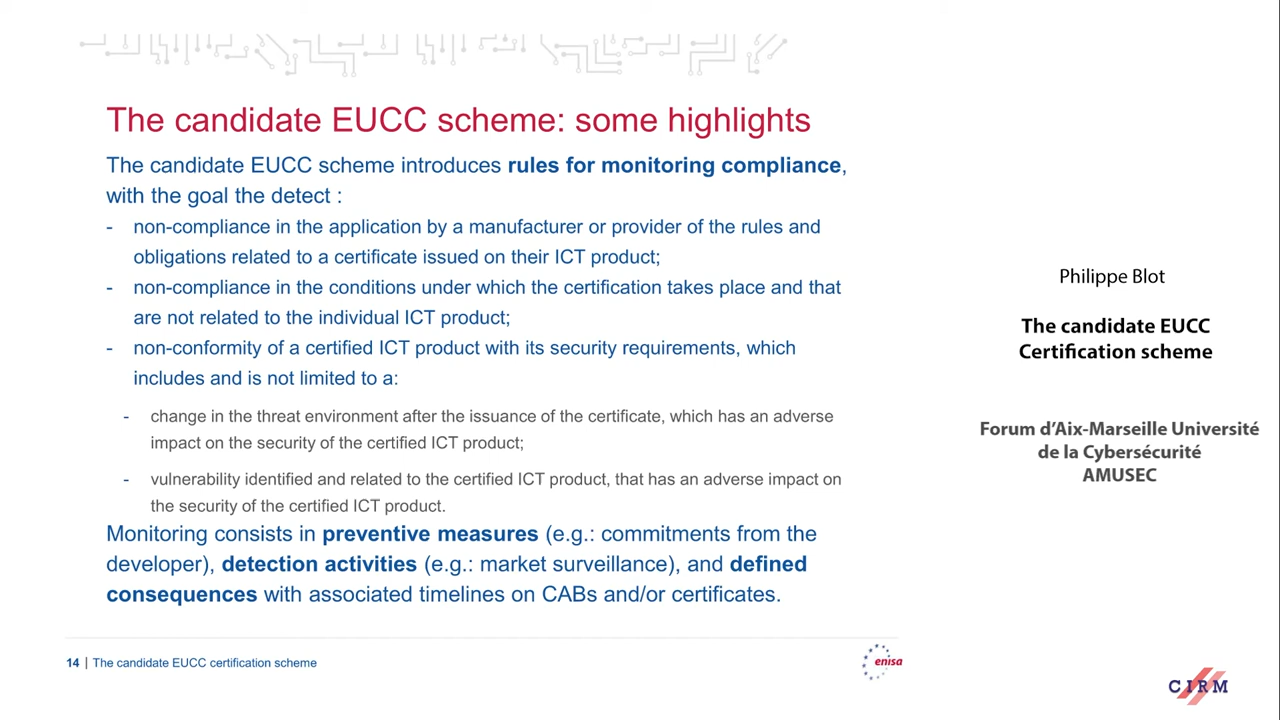 The candidate EUCC scheme: some highlights
The candidate EUCC scheme introduces rules for monitoring compliance,
with the goal the detect :
- non-compliance in the application by a manufacturer or provider of the rules and
obligations related to a certificate issued on their ICT product;
- non-compliance in the conditions under which the certification takes place and that
are not related to the individual ICT product;
- non-conformity of a certified ICT product with its security requirements, which
includes and is not limited to a:
- change in the threat environment after the issuance of the certificate, which has an adverse
impact on the security of the certified ICT product;
- vulnerability identified and related to the certified ICT product, that has an adverse impact on
the security of the certified ICT product.
Monitoring consists in preventive measures (e.g.: commitments from the
developer), detection activities (e.g.: market surveillance), and defined
consequences with associated timelines on CABs and/or certificates.
14 | The candidate EUCC certification scheme
enisa
Philippe Blot
The candidate EUCC
Certification scheme
Forum d’Aix-Marseille Université
de la Cybersécurité
AMUSEC
CIRM